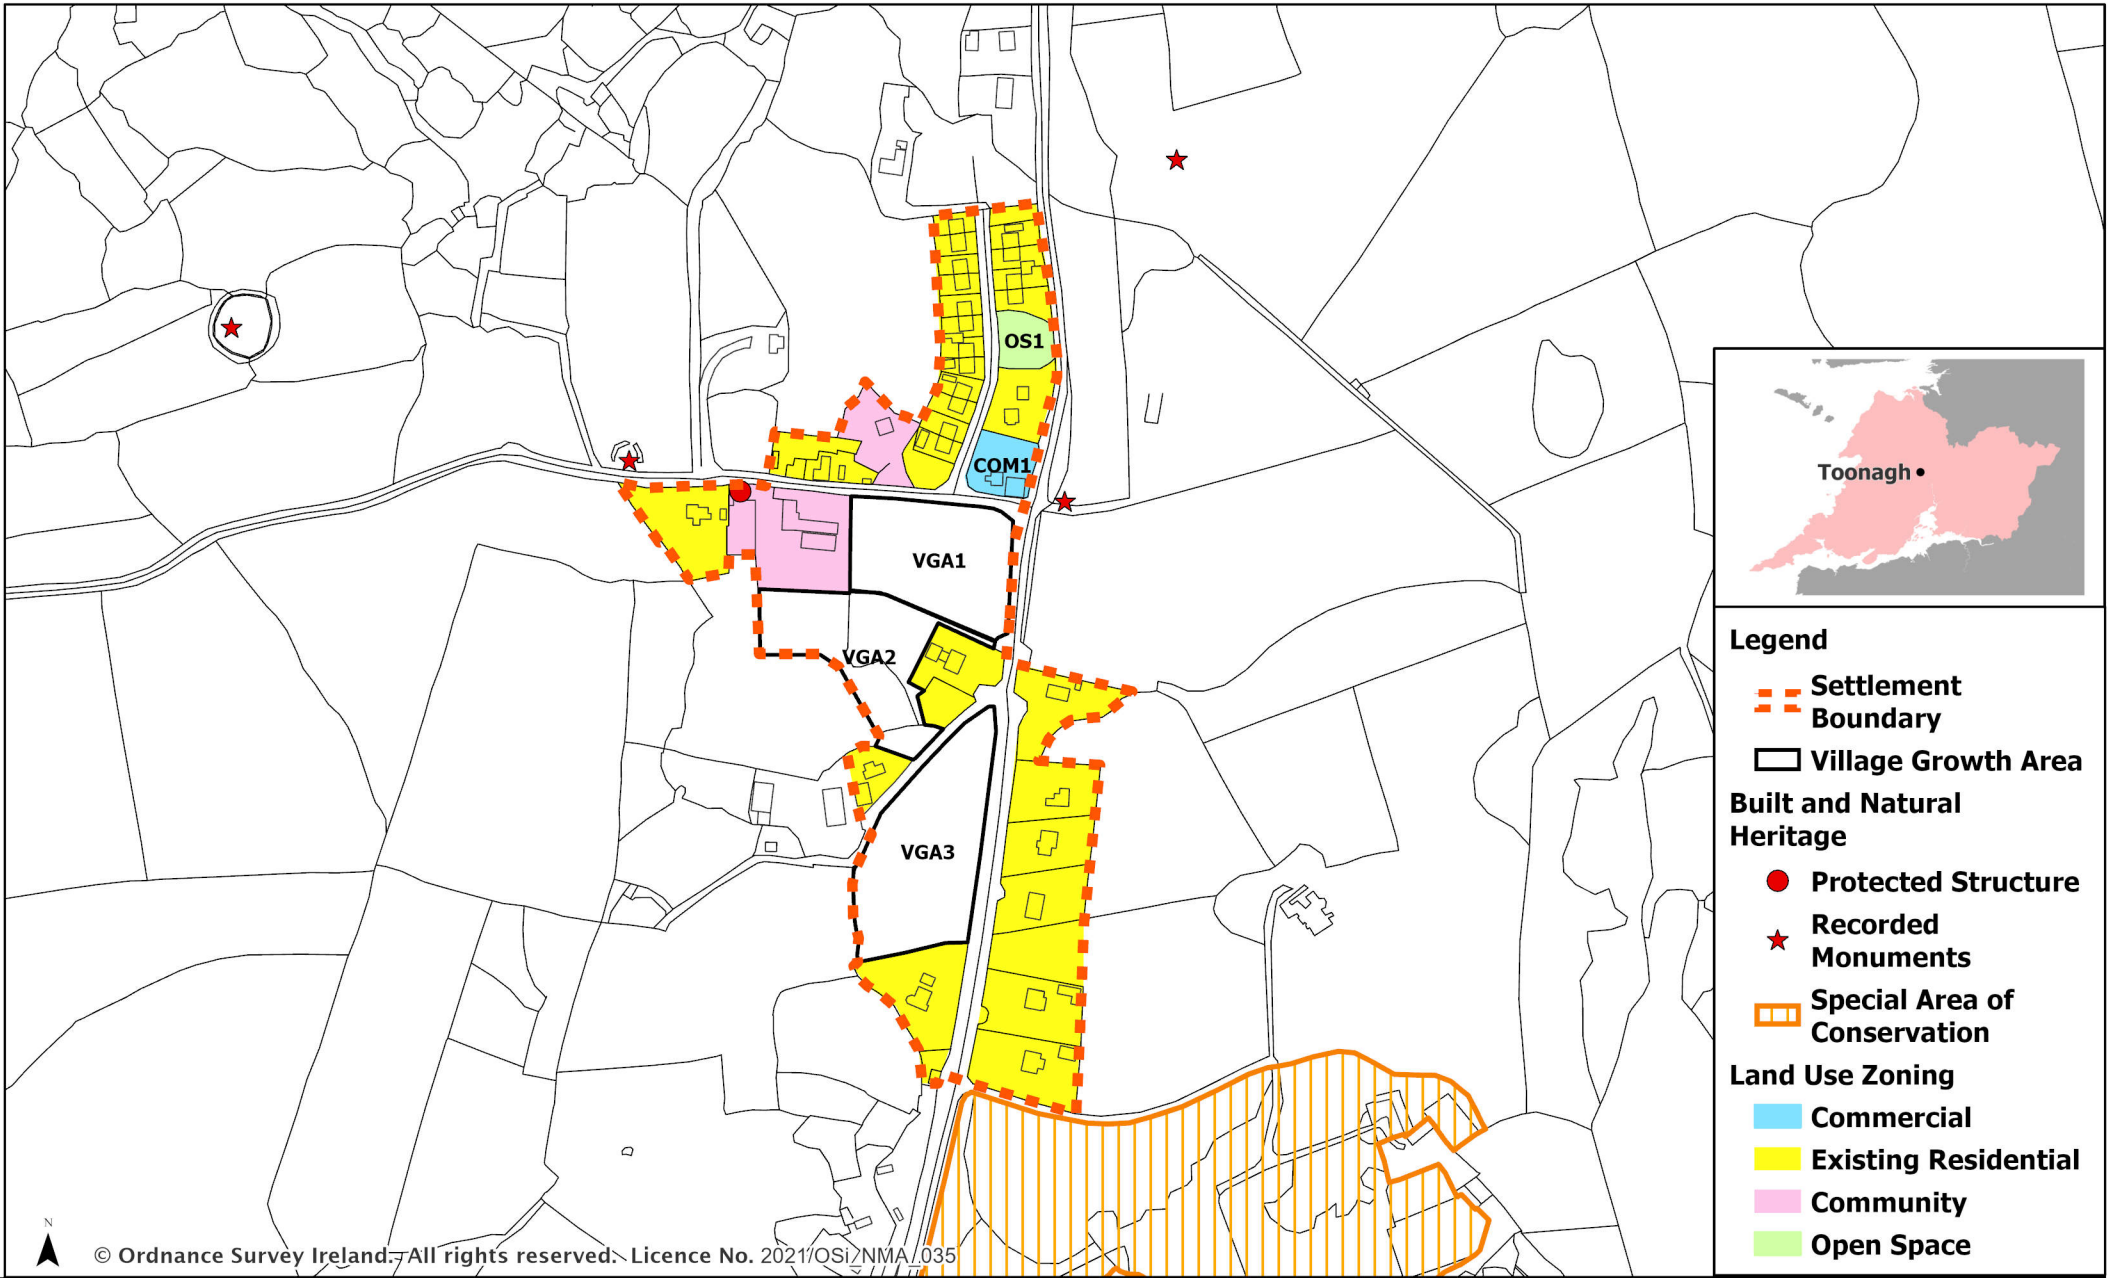 OS1
COM1
VGA1
VGA2
VGA3
Toonagh
Legend
Settlement
Boundary
Village Growth Area
Built and Natural
Heritage
Protected Structure
Recorded
Monuments
Special Area of
Conservation
Land Use Zoning
Commercial
Existing Residential
Community
Open Space
N
© Ordnance Survey Ireland. All rights reserved. Licence No. 2021/OSi_NMA_035